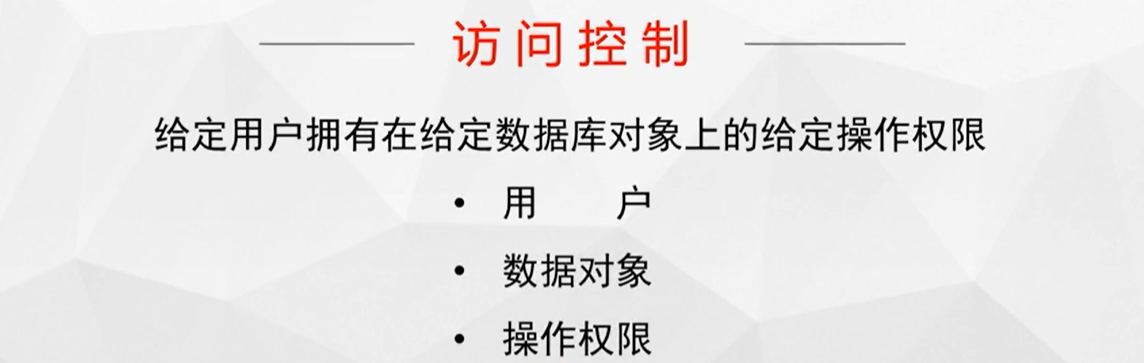 访问控制
给定用户拥有在给定数据库对象上的给定操作权限
• 用 户
• 数据对象
• 操作权限